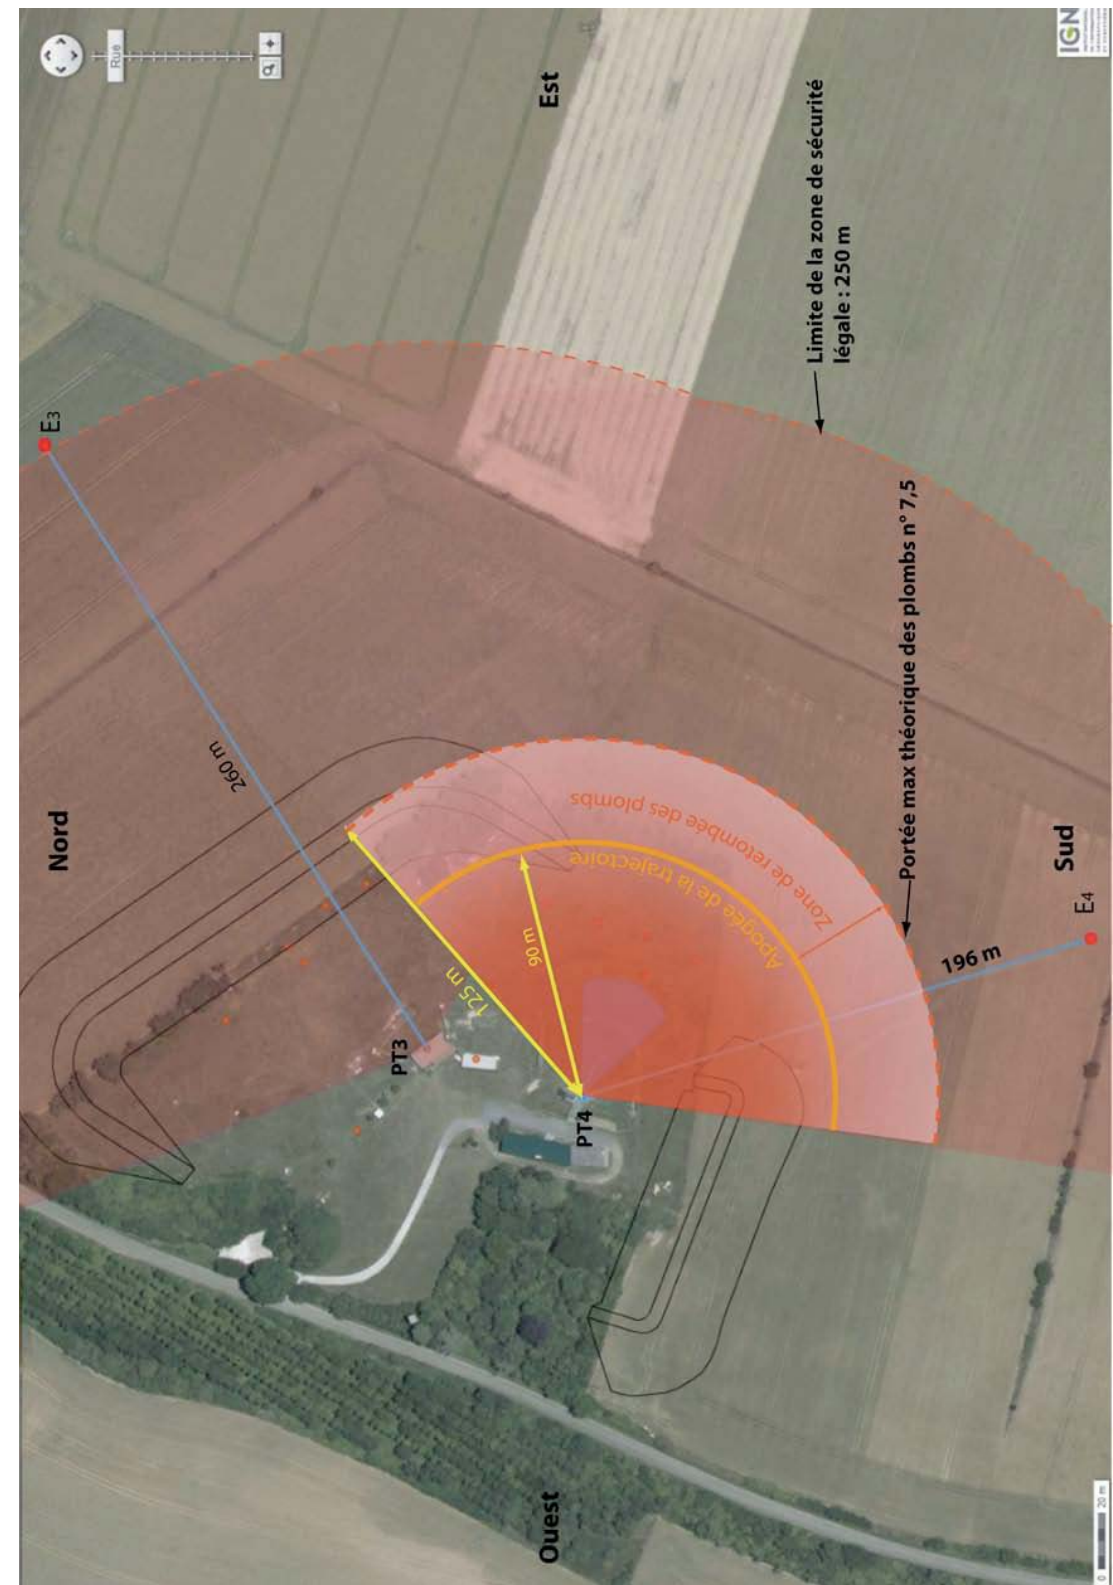 Rue
IGN
Est
Limite de la zone de sécurité
légale : 250 m
E3
Portée max théorique des plombs n° 7,5
260 m
Nord
Zone de retombée des plombs
Apogée de la trajectoire
Sud
E4
90 m
196 m
125 m
PT3
PT4
Ouest
0 20 m